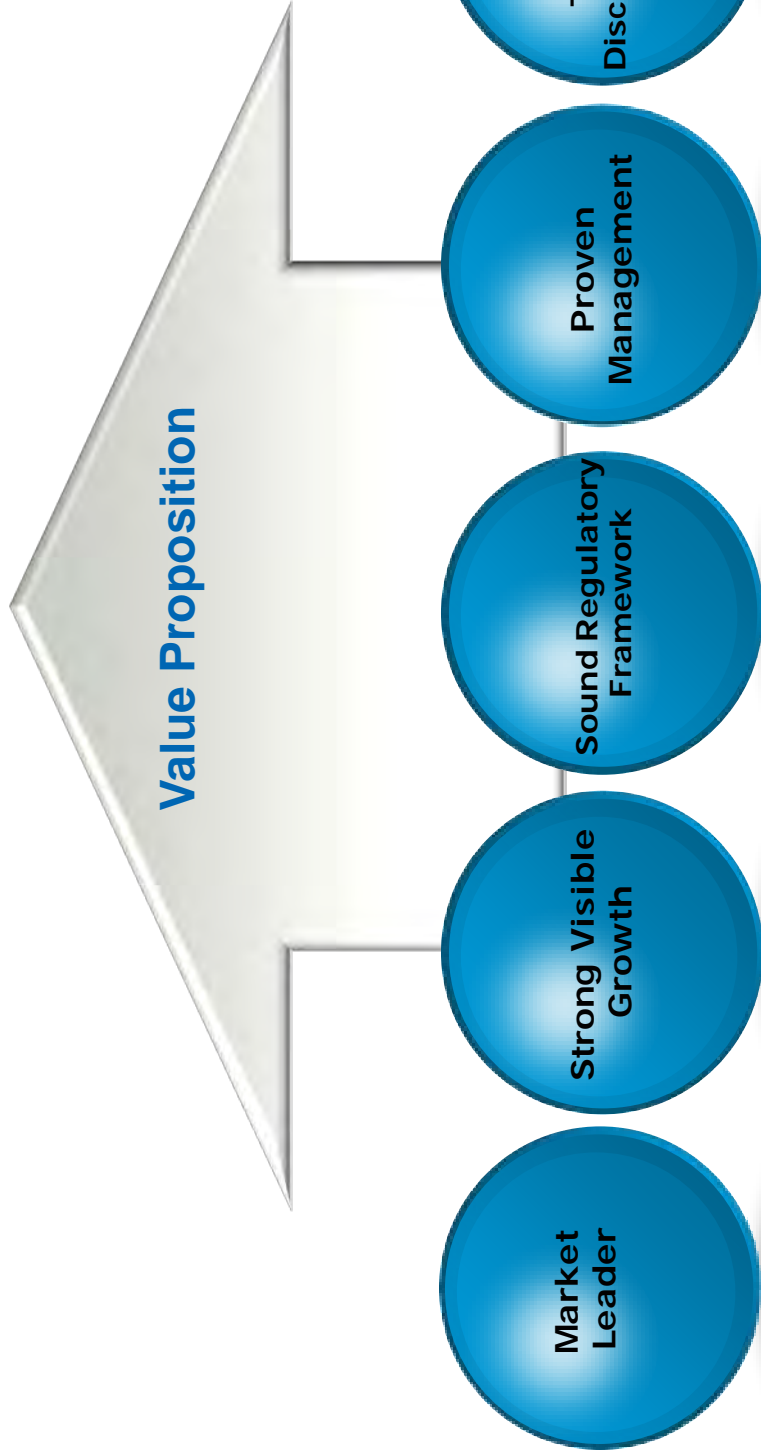 Value Proposition
Market
Leader
Strong Visible
Growth
Sound Regulatory
Framework
Proven
Management